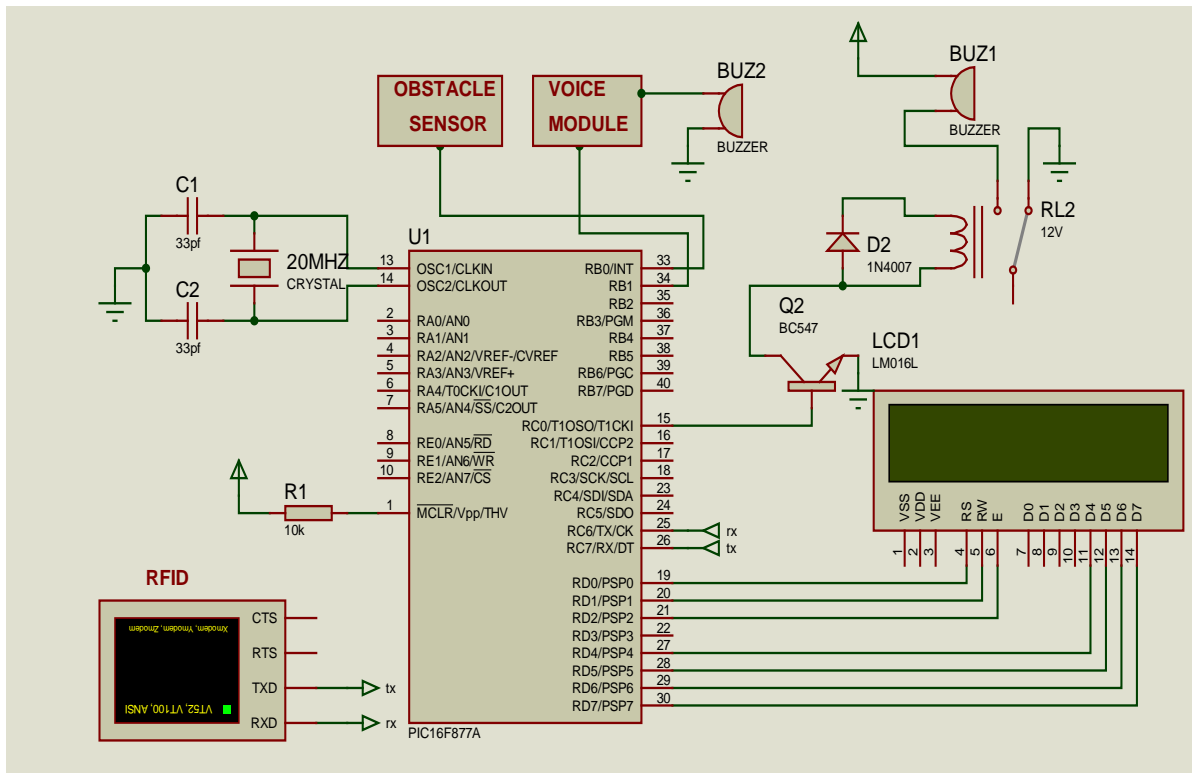 OBSTACLE
SENSOR
VOICE
MODULE
BUZ2
BUZZER
BUZ1
BUZZER
C1
33pf
20MHZ
CRYSTAL
C2
33pf
RL2
12V
D2
1N4007
Q2
BC547
U1
13 OSC1/CLKIN
14 OSC2/CLKOUT
2 RA0/AN0
3 RA1/AN1
4 RA2/AN2/VREF-/CVREF
5 RA3/AN3/VREF+
6 RA4/T0CKI/C1OUT
7 RA5/AN4/SS/C2OUT
8 RE0/AN5/RD
9 RE1/AN6/WR
10 RE2/AN7/CS
1 MCLR/Vpp/THV
RB0/INT 33
RB1 34
RB2 35
RB3/PGM 36
RB4 37
RB5 38
RB6/PGC 39
RB7/PGD 40
RC0/T1OSO/T1CKI 15
RC1/T1OSI/CCP2 16
RC2/CCP1 17
RC3/SCK/SCL 18
RC4/SDI/SDA 23
RC5/SDO 24
RC6/TX/CK 25 rx
RC7/RX/DT 26 tx
RD0/PSP0 19
RD1/PSP1 20
RD2/PSP2 21
RD3/PSP3 22
RD4/PSP4 27
RD5/PSP5 28
RD6/PSP6 29
RD7/PSP7 30
PIC16F877A
R1
10k
LCD1
LM016L
VSS VDD VEE RS RW E D0 D1 D2 D3 D4 D5 D6 D7
1 2 3 4 5 6 7 8 9 10 11 12 13 14
RFID
Xmodem, Ymodem, Zmodem
VT52, VT100, ANSI
CTS
RTS
TXD tx
RXD rx